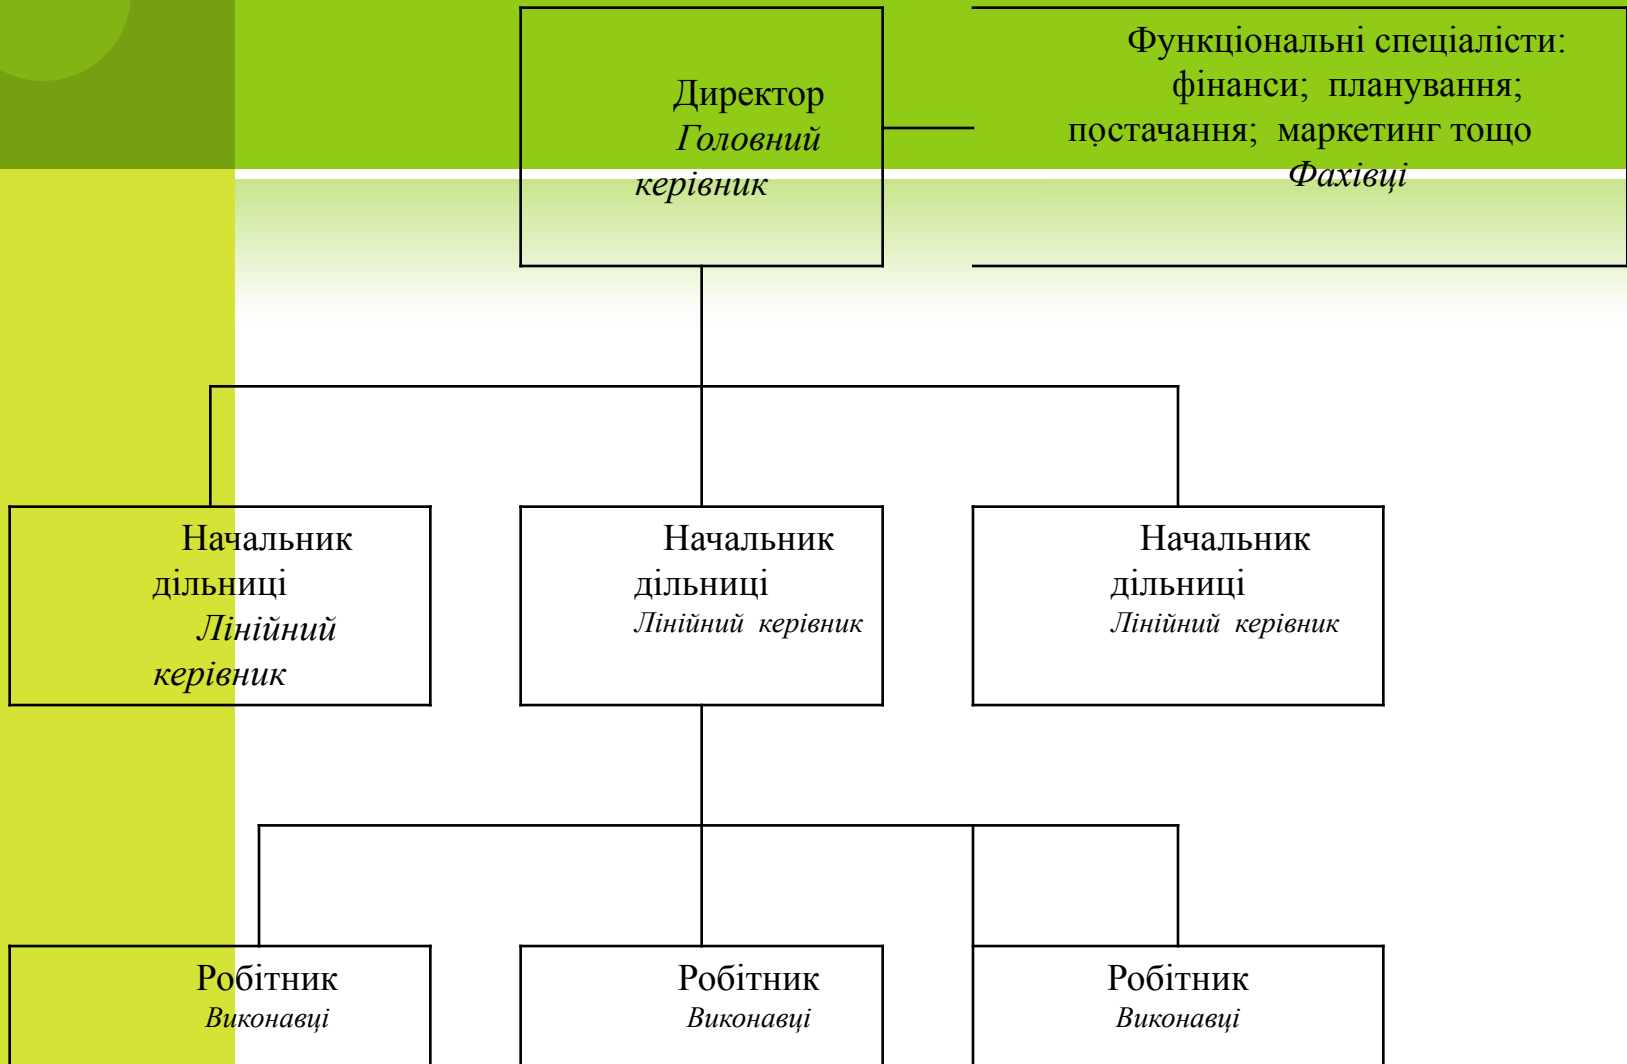 Директор
Головний
керівник
Функціональні спеціалісти:
фінанси; планування;
постачання; маркетинг тощо
Фахівці
Начальник
дільниці
Лінійний
керівник
Начальник
дільниці
Лінійний керівник
Начальник
дільниці
Лінійний керівник
Робітник
Виконавці
Робітник
Виконавці
Робітник
Виконавці